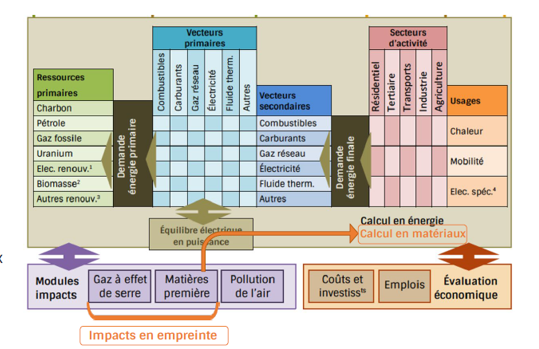 Vecteurs
primaires
Secteurs
d'activité
Combustibles
Carburants
Gaz réseau
Électricité
Fluide therm.
Autres
Résidentiel
Tertiaire
Transports
Industrie
Agriculture
Ressources
primaires
Charbon
Pétrole
Gaz fossile
Uranium
Elec. renouv.¹
Biomasse²
Autres renouv.³
Demande
énergie primaire
Vecteurs
secondaires
Combustibles
Carburants
Gaz réseau
Électricité
Fluide therm.
Autres
Demande
énergie finale
Usages
Chaleur
Mobilité
Elec. spéc.⁴
Équilibre électrique
en puissance
Calcul en énergie
Calcul en matériaux
x
Modules
impacts
Gaz à effet
de serre
Matières
première
Pollution
de l'air
Coûts et
investiss
Emplois
Évaluation
économique
Impacts en empreinte